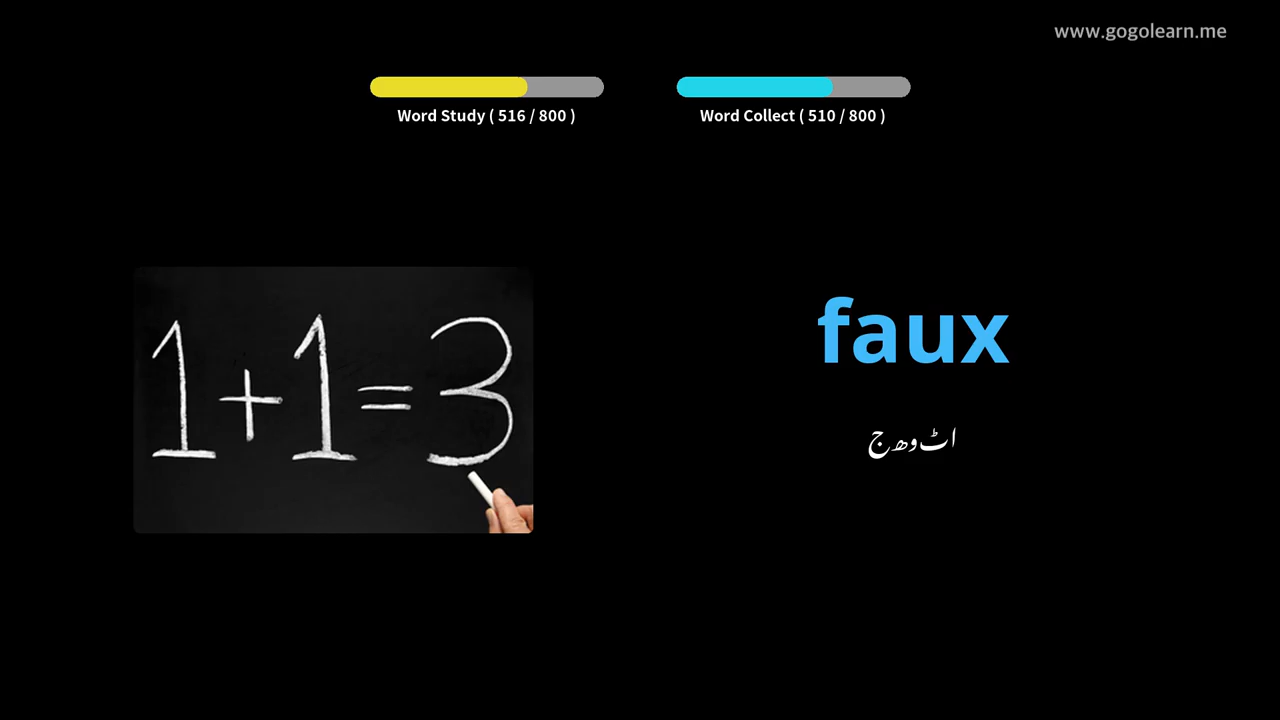 www.gogolearn.me
Word Study ( 516 / 800 )
Word Collect ( 510 / 800 )
1+1=3
faux
اٹوھج